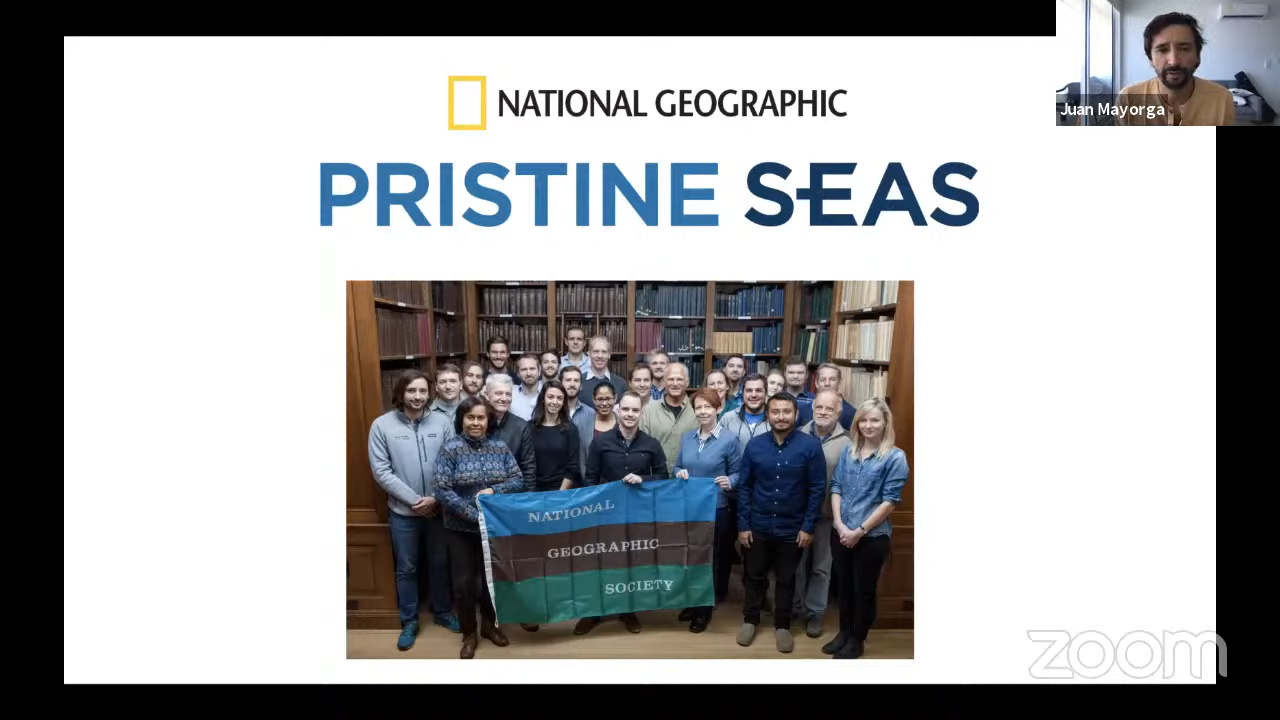 NATIONAL GEOGRAPHIC
Juan Mayorga
PRISTINE SEAS
NATIONAL
GEOGRAPHIC
SOCIETY
zoom